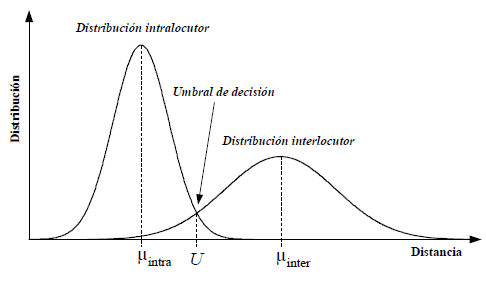 Distribución intralocutor
Umbral de decisión
Distribución
Distribución interlocutor
Distancia
μintra
U
μinter